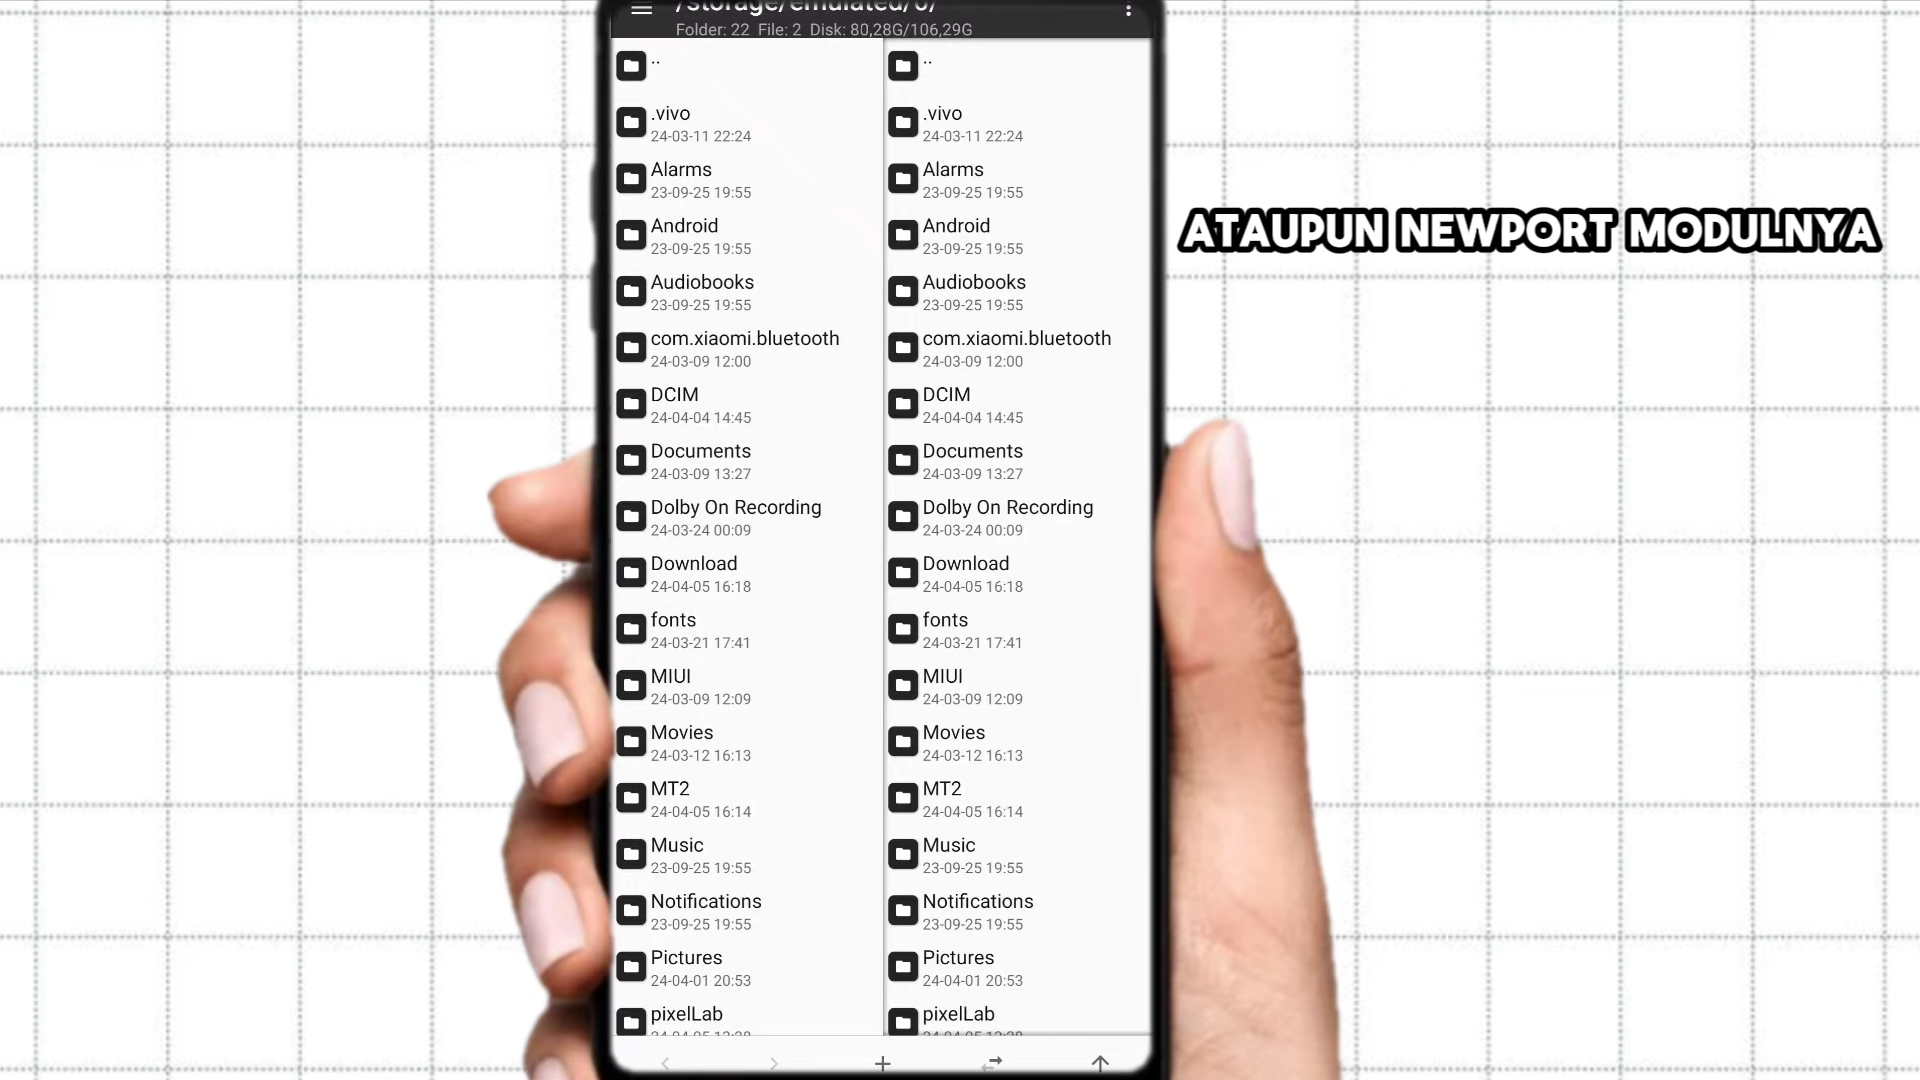 /storage/emulated/0/
Folder: 22 File: 2 Disk: 80,28G/106,29G
..
.vivo
24-03-11 22:24
Alarms
23-09-25 19:55
Android
23-09-25 19:55
Audiobooks
23-09-25 19:55
com.xiaomi.bluetooth
24-03-09 12:00
DCIM
24-04-04 14:45
Documents
24-03-09 13:27
Dolby On Recording
24-03-24 00:09
Download
24-04-05 16:18
fonts
24-03-21 17:41
MIUI
24-03-09 12:09
Movies
24-03-12 16:13
MT2
24-04-05 16:14
Music
23-09-25 19:55
Notifications
23-09-25 19:55
Pictures
24-04-01 20:53
pixelLab
..
.vivo
24-03-11 22:24
Alarms
23-09-25 19:55
Android
23-09-25 19:55
Audiobooks
23-09-25 19:55
com.xiaomi.bluetooth
24-03-09 12:00
DCIM
24-04-04 14:45
Documents
24-03-09 13:27
Dolby On Recording
24-03-24 00:09
Download
24-04-05 16:18
fonts
24-03-21 17:41
MIUI
24-03-09 12:09
Movies
24-03-12 16:13
MT2
24-04-05 16:14
Music
23-09-25 19:55
Notifications
23-09-25 19:55
Pictures
24-04-01 20:53
pixelLab
ATAUPUN NEWPORT MODULNYA